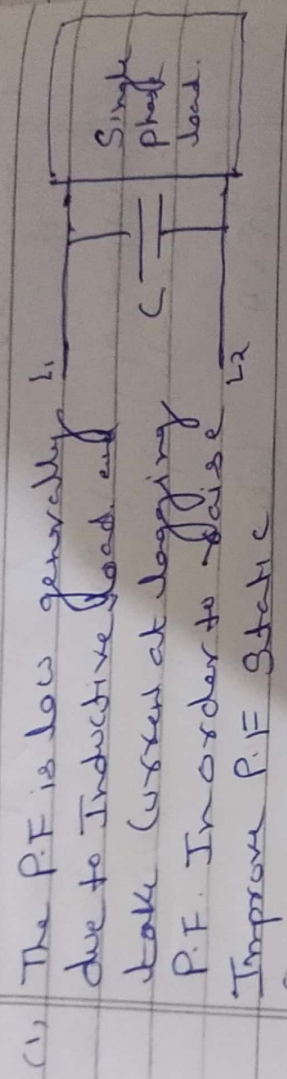 (1) The P.F is low generally
due to Inductive load. and
take current at lagging
P.F. In order to raise
Improve P.F static
L1
L2
C
Single
phase
load.